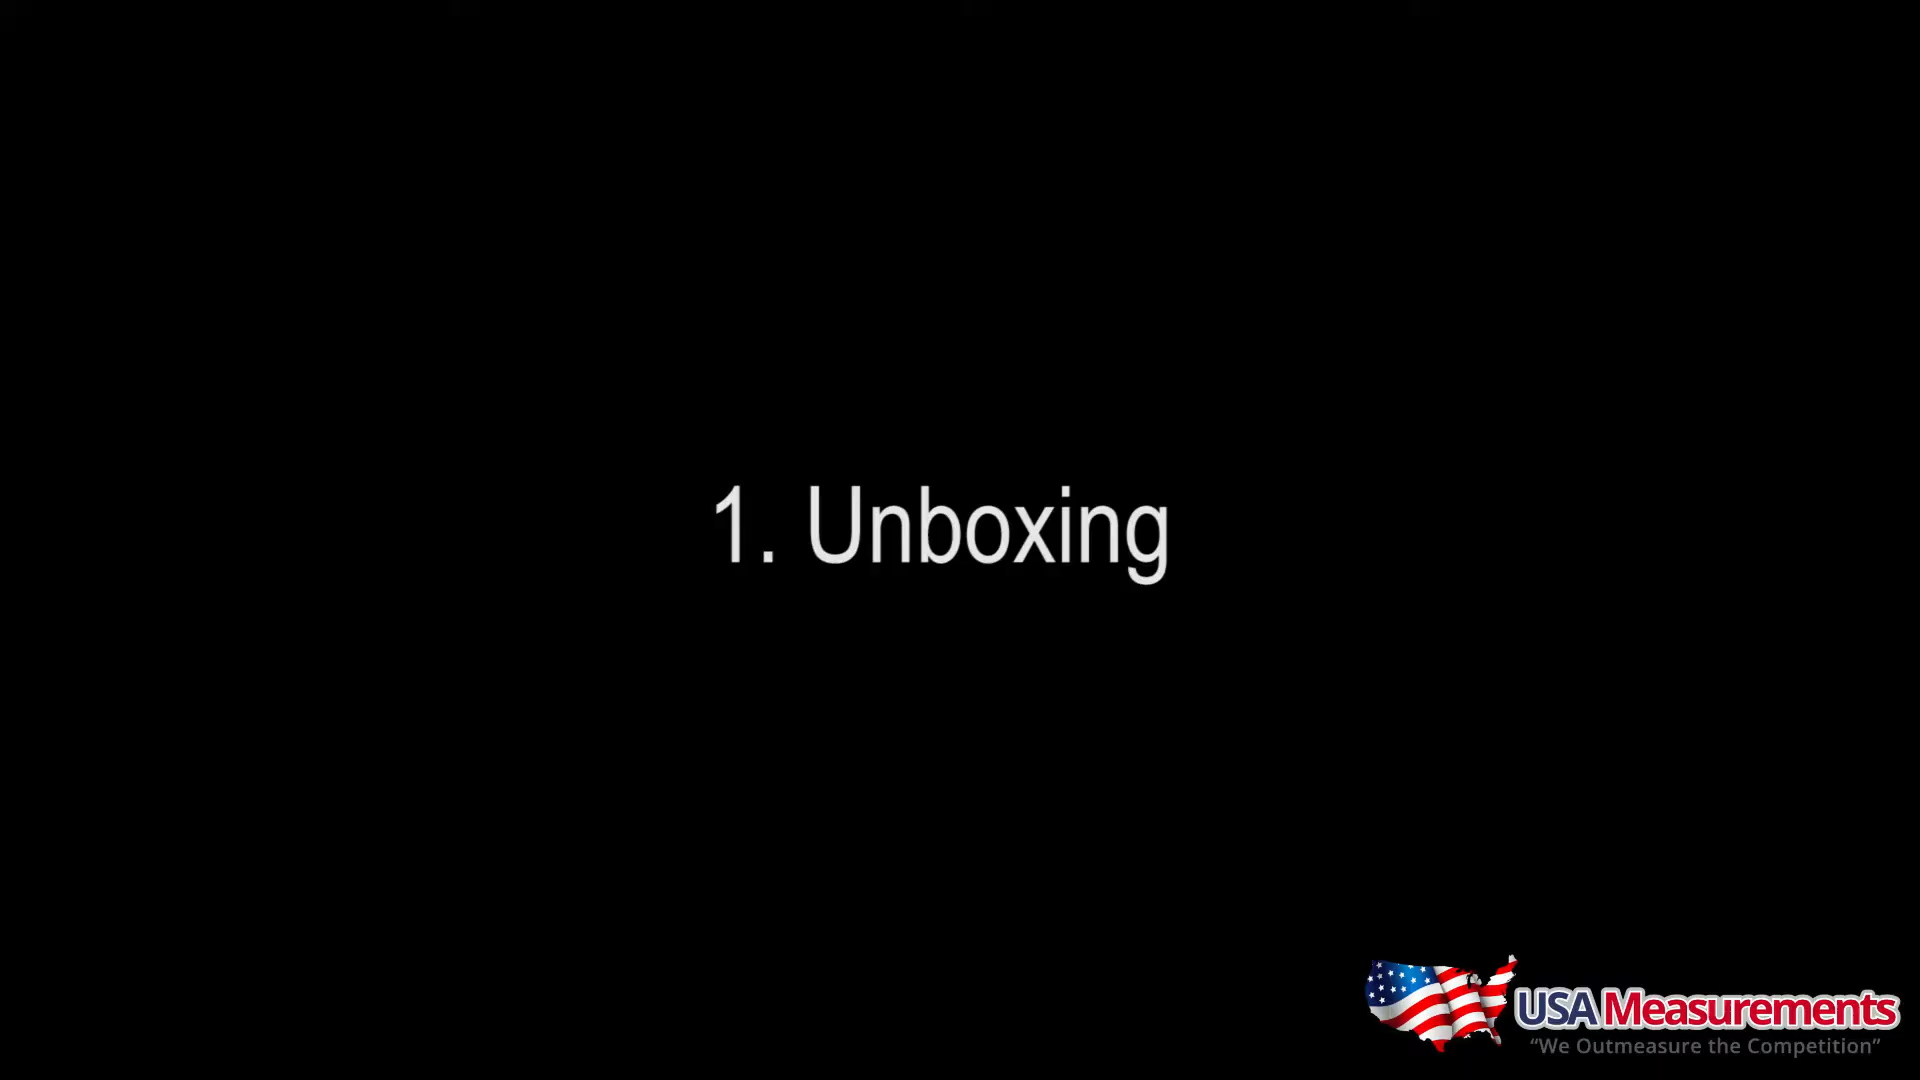 1. Unboxing
USA Measurements
“We Outmeasure the Competition”